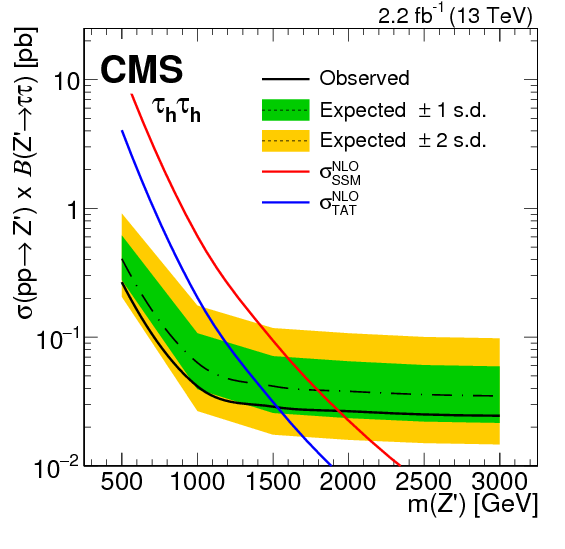 2.2 fb⁻¹ (13 TeV)
σ(pp→ Z') x B(Z'→ττ) [pb]
CMS
τₕτₕ
Observed
Expected ± 1 s.d.
Expected ± 2 s.d.
σ^NLO_SSM
σ^NLO_TAT
10
1
10⁻¹
10⁻²
500 1000 1500 2000 2500 3000
m(Z') [GeV]